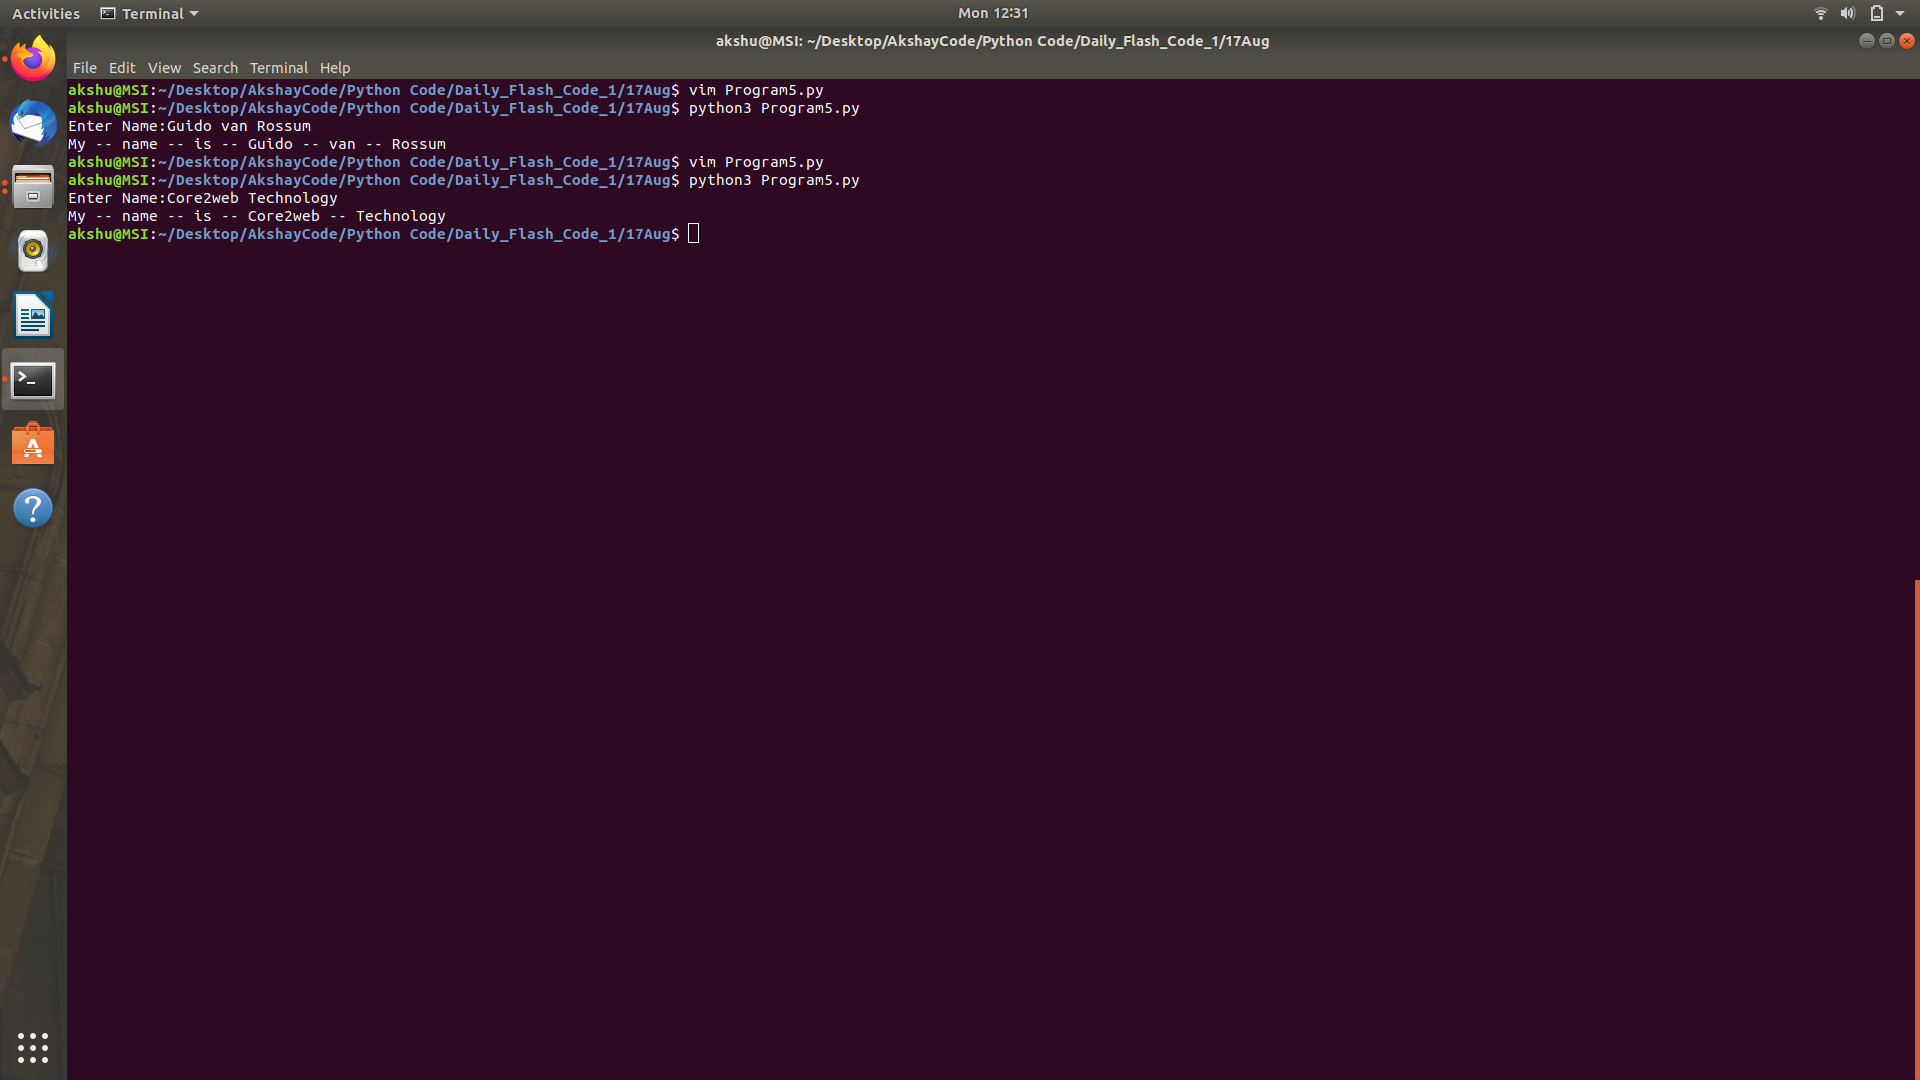 Activities Terminal Mon 12:31
akshu@MSI: ~/Desktop/AkshayCode/Python Code/Daily_Flash_Code_1/17Aug
File Edit View Search Terminal Help
akshu@MSI:~/Desktop/AkshayCode/Python Code/Daily_Flash_Code_1/17Aug$ vim Program5.py
akshu@MSI:~/Desktop/AkshayCode/Python Code/Daily_Flash_Code_1/17Aug$ python3 Program5.py
Enter Name:Guido van Rossum
My -- name -- is -- Guido -- van -- Rossum
akshu@MSI:~/Desktop/AkshayCode/Python Code/Daily_Flash_Code_1/17Aug$ vim Program5.py
akshu@MSI:~/Desktop/AkshayCode/Python Code/Daily_Flash_Code_1/17Aug$ python3 Program5.py
Enter Name:Core2web Technology
My -- name -- is -- Core2web -- Technology
akshu@MSI:~/Desktop/AkshayCode/Python Code/Daily_Flash_Code_1/17Aug$